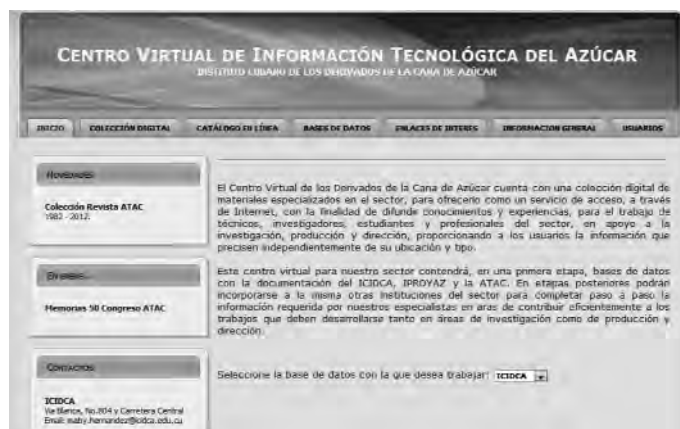 CENTRO VIRTUAL DE INFORMACIÓN TECNOLÓGICA DEL AZÚCAR
INSTITUTO CUBANO DE LOS DERIVADOS DE LA CAÑA DE AZÚCAR
INICIO COLECCIÓN DIGITAL CATÁLOGO EN LÍNEA BASES DE DATOS ENLACES DE INTERES INFORMACION GENERAL USUARIOS
NOVEDADES
Colección Revista ATAC
1982 - 2012.
Memorias 50 Congreso ATAC
CONTACTOS
ICIDCA
Via Blanca, No.804 y Carretera Central
Email: maby.hernandez@icidca.edu.cu
El Centro Virtual de los Derivados de la Cana de Azúcar cuenta con una colección digital de
materiales especializados en el sector, para ofrecerlo como un servicio de acceso, a través
de Internet, con la finalidad de difunde conocimientos y experiencias, para el trabajo de
técnicos, investigadores, estudiantes y profesionales del sector, en apoyo a la
investigación, producción y dirección, proporcionando a los usuarios la información que
precisen independientemente de su ubicación y tipo.
Este centro virtual para nuestro sector contendrá, en una primera etapa, bases de datos
con la documentación del ICIDCA, IPROYAZ y la ATAC. En etapas posteriores podrán
incorporarse a la misma otras instituciones del sector para completar paso a paso la
información requerida por nuestros especialistas en aras de contribuir eficientemente a los
trabajos que deben desarrollarse tanto en áreas de investigación como de producción y
dirección.
Seleccione la base de datos con la que desea trabajar: ICIDCA